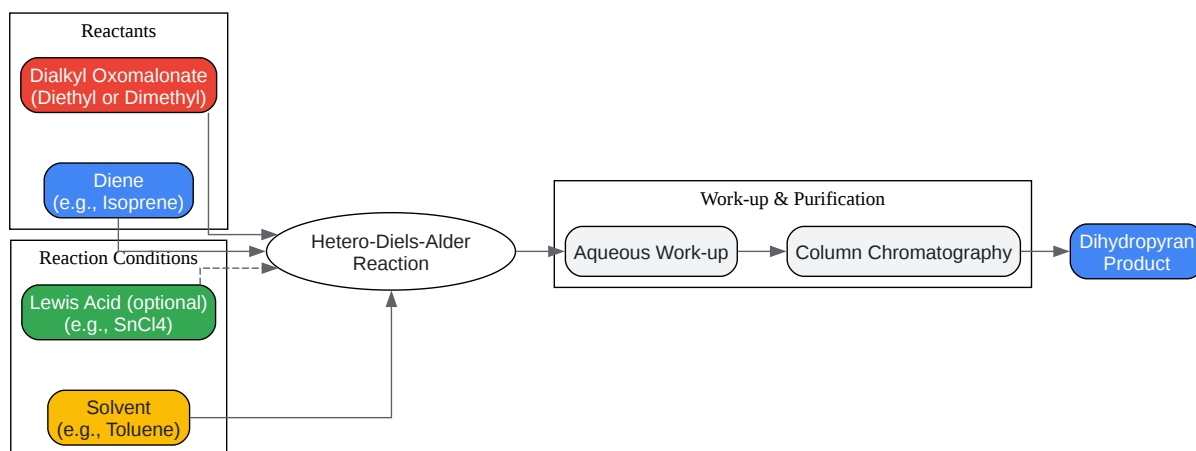 Reactants
Dialkyl Oxomalonate
(Diethyl or Dimethyl)
Diene
(e.g., Isoprene)
Reaction Conditions
Lewis Acid (optional)
(e.g., SnCl4)
Solvent
(e.g., Toluene)
Hetero-Diels-Alder
Reaction
Work-up & Purification
Aqueous Work-up
Column Chromatography
Dihydropyran
Product